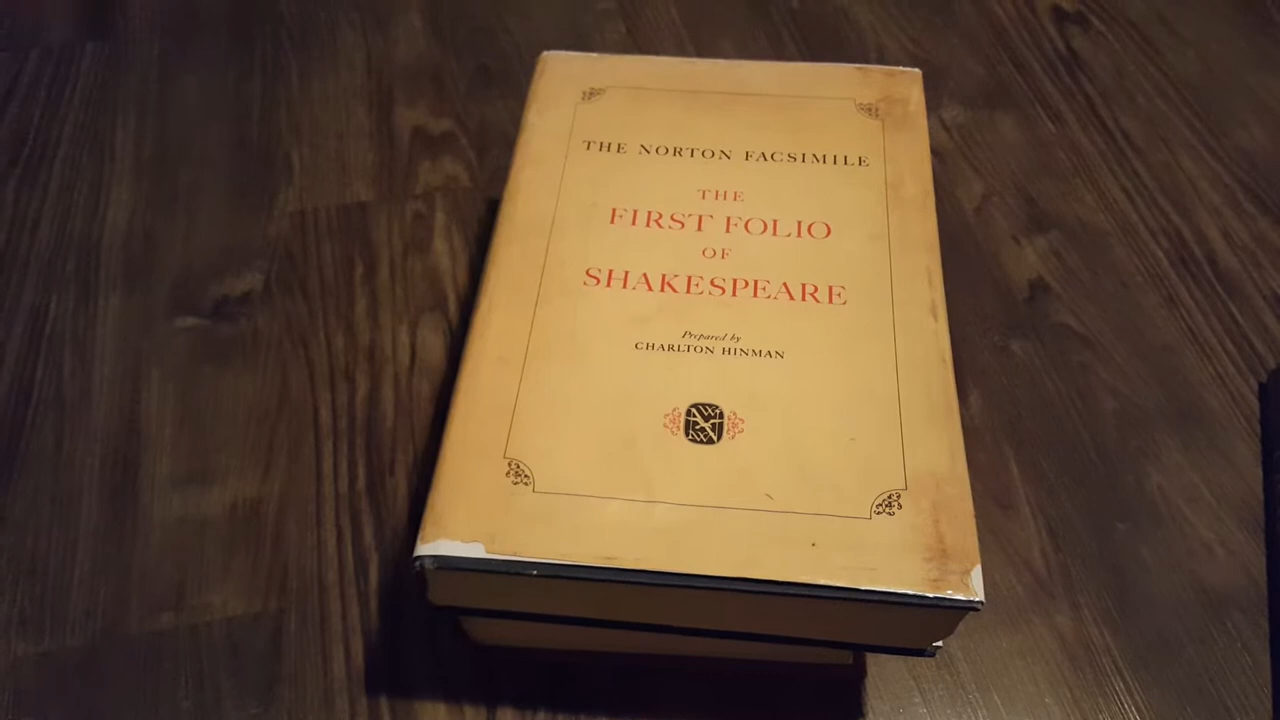 THE NORTON FACSIMILE
THE
FIRST FOLIO
OF
SHAKESPEARE
Prepared by
CHARLTON HINMAN